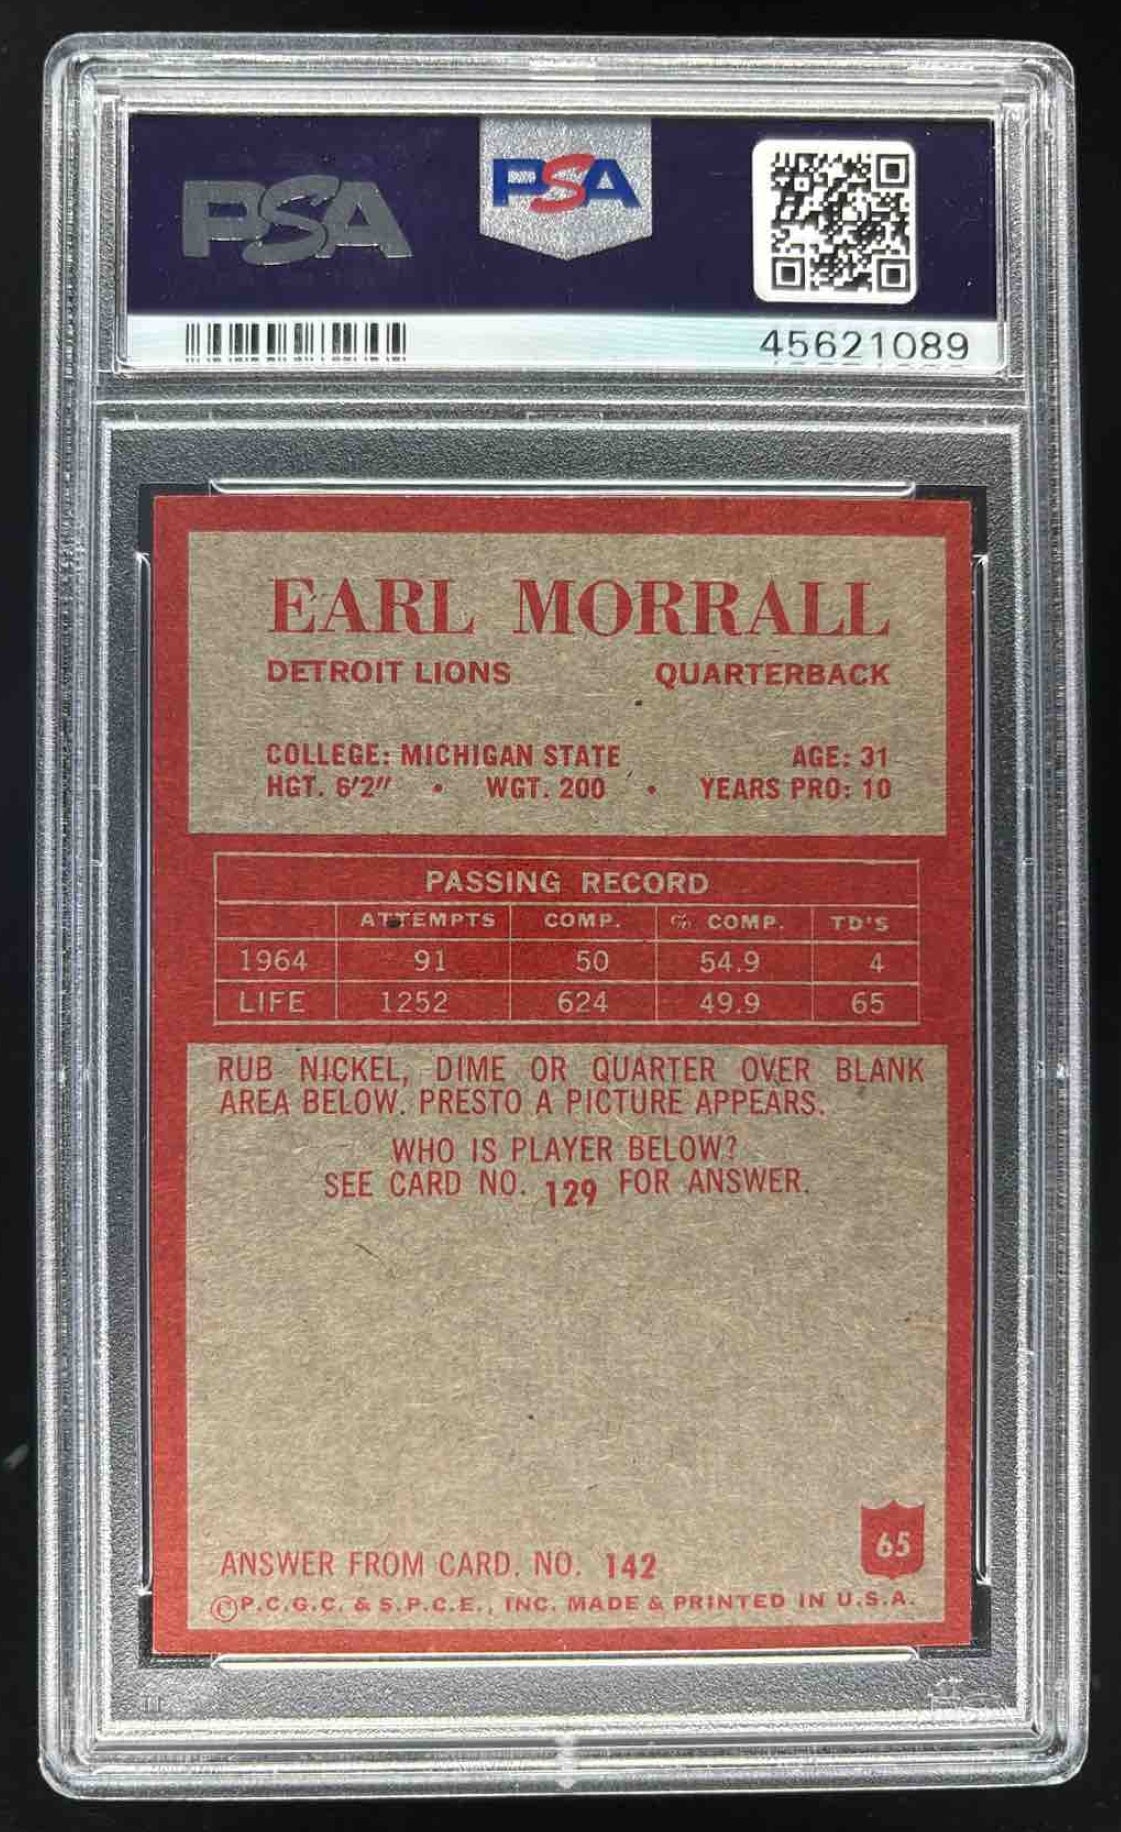 PSA
PSA
45621089
EARL MORRALL
DETROIT LIONS QUARTERBACK
COLLEGE: MICHIGAN STATE AGE: 31
HGT. 6'2" • WGT. 200 • YEARS PRO: 10
PASSING RECORD
ATTEMPTS COMP. % COMP. TD'S
1964 91 50 54.9 4
LIFE 1252 624 49.9 65
RUB NICKEL, DIME OR QUARTER OVER BLANK
AREA BELOW. PRESTO A PICTURE APPEARS.
WHO IS PLAYER BELOW?
SEE CARD NO. 129 FOR ANSWER.
65
ANSWER FROM CARD. NO. 142
©P.C.G.C. & S.P.C.E., INC. MADE & PRINTED IN U.S.A.